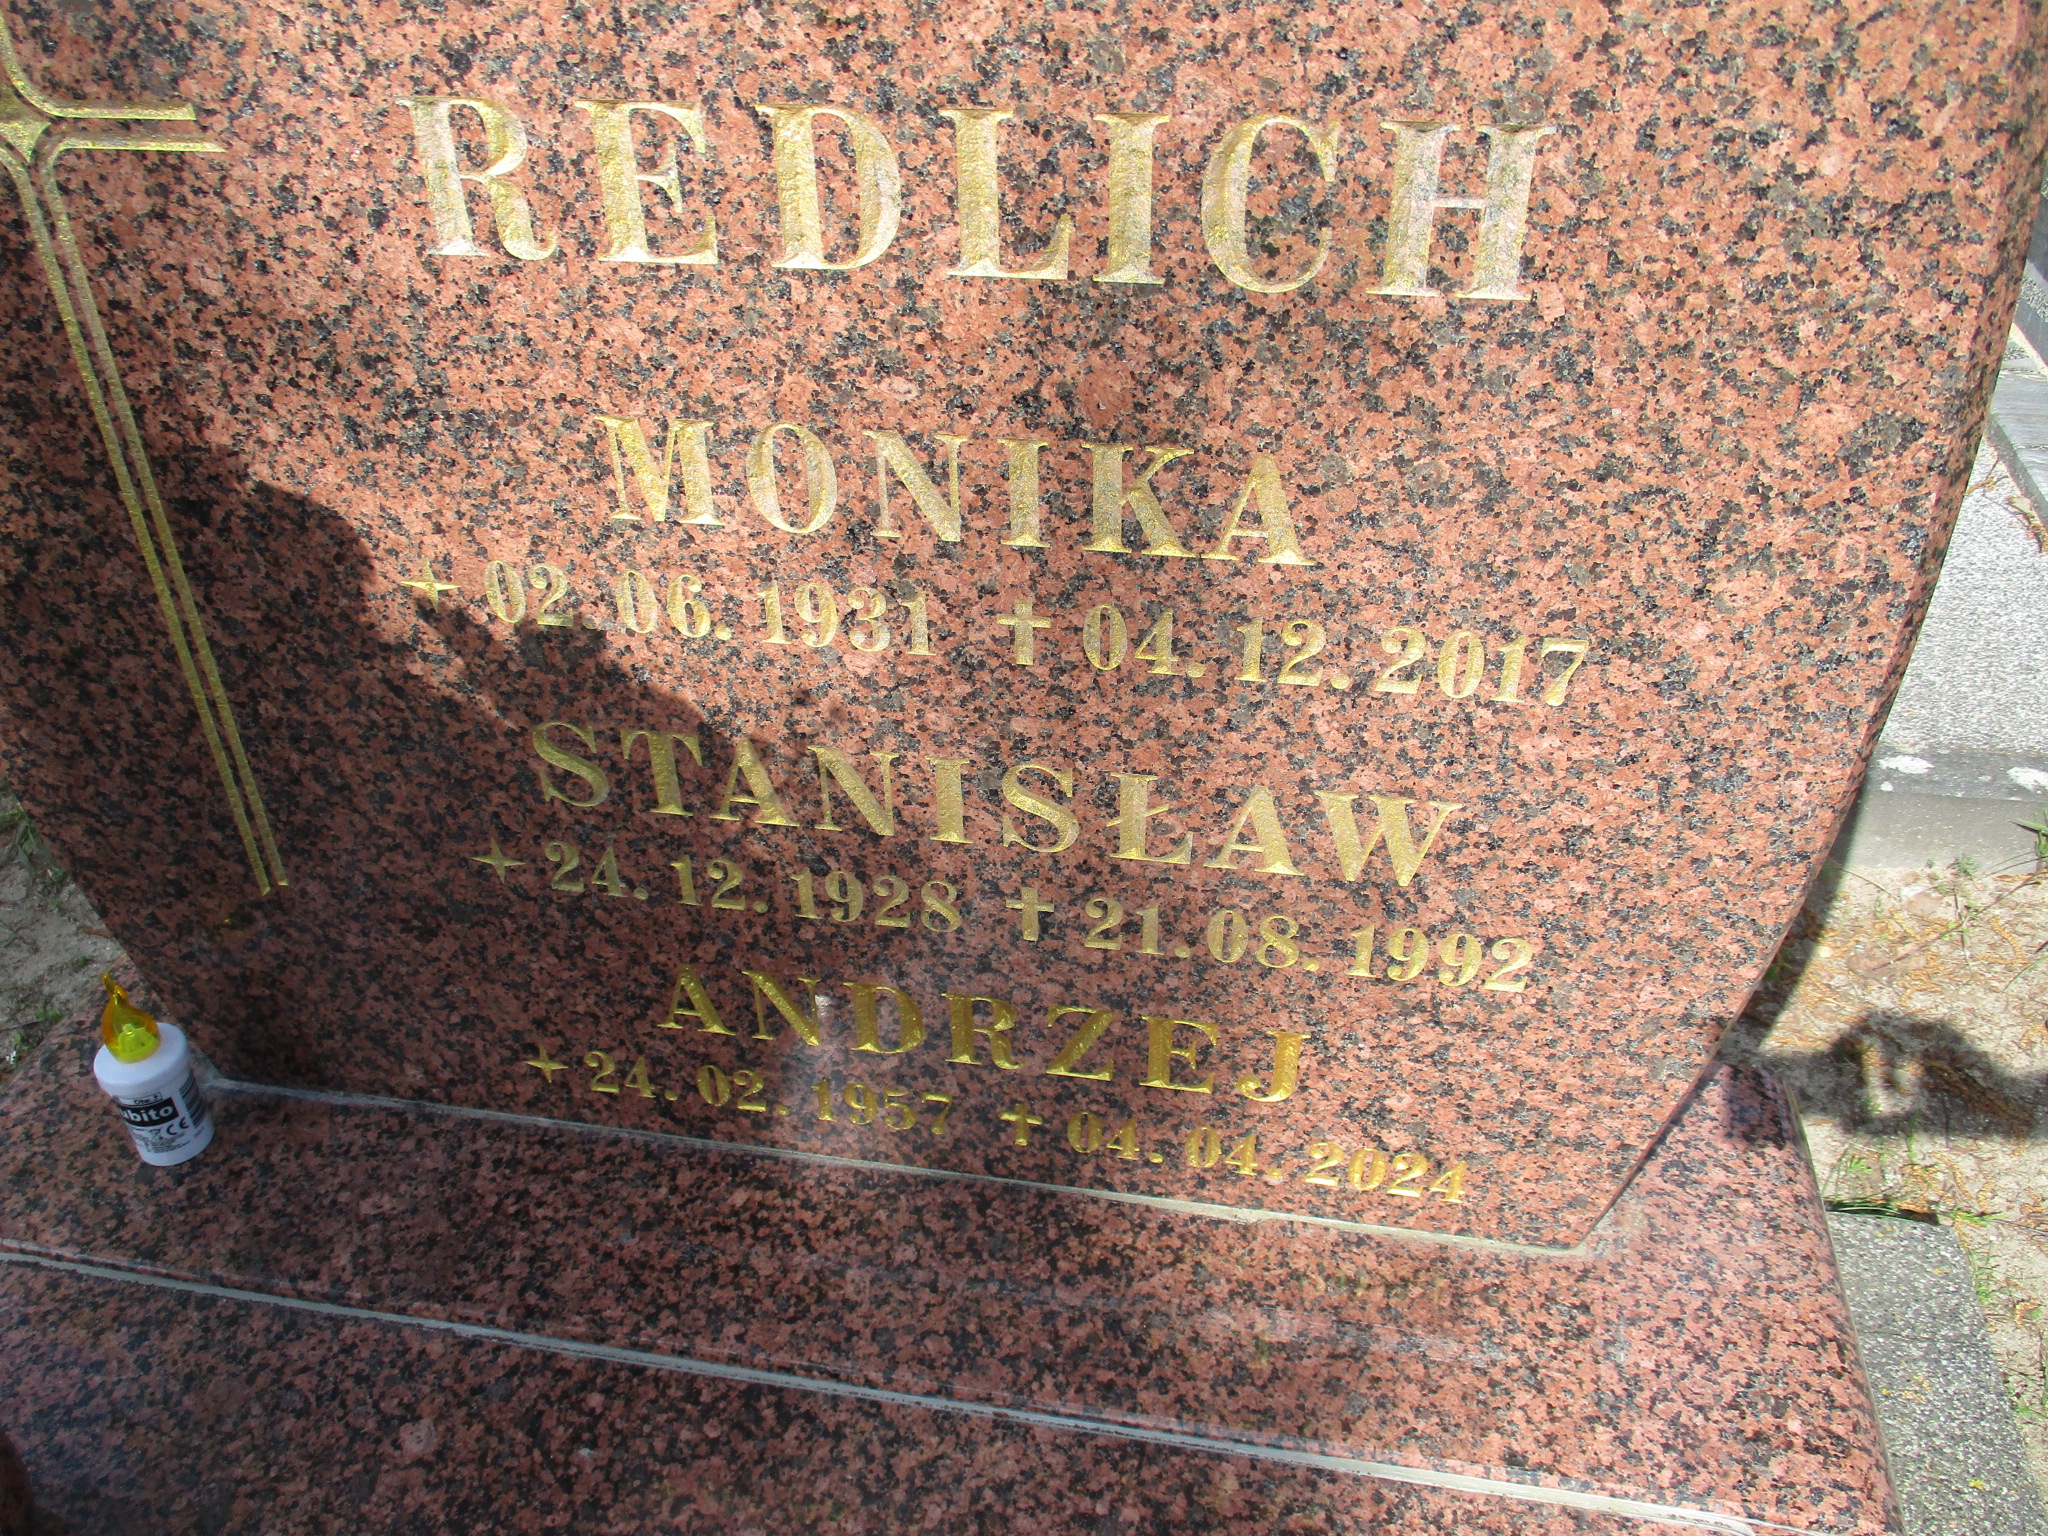 REDLICH
MONIKA
02.06.1931 ✝ 04.12.2017
STANISŁAW
24.12.1928 ✝ 21.08.1992
ANDRZEJ
24.02.1957 ✝ 04.04.2024
CE